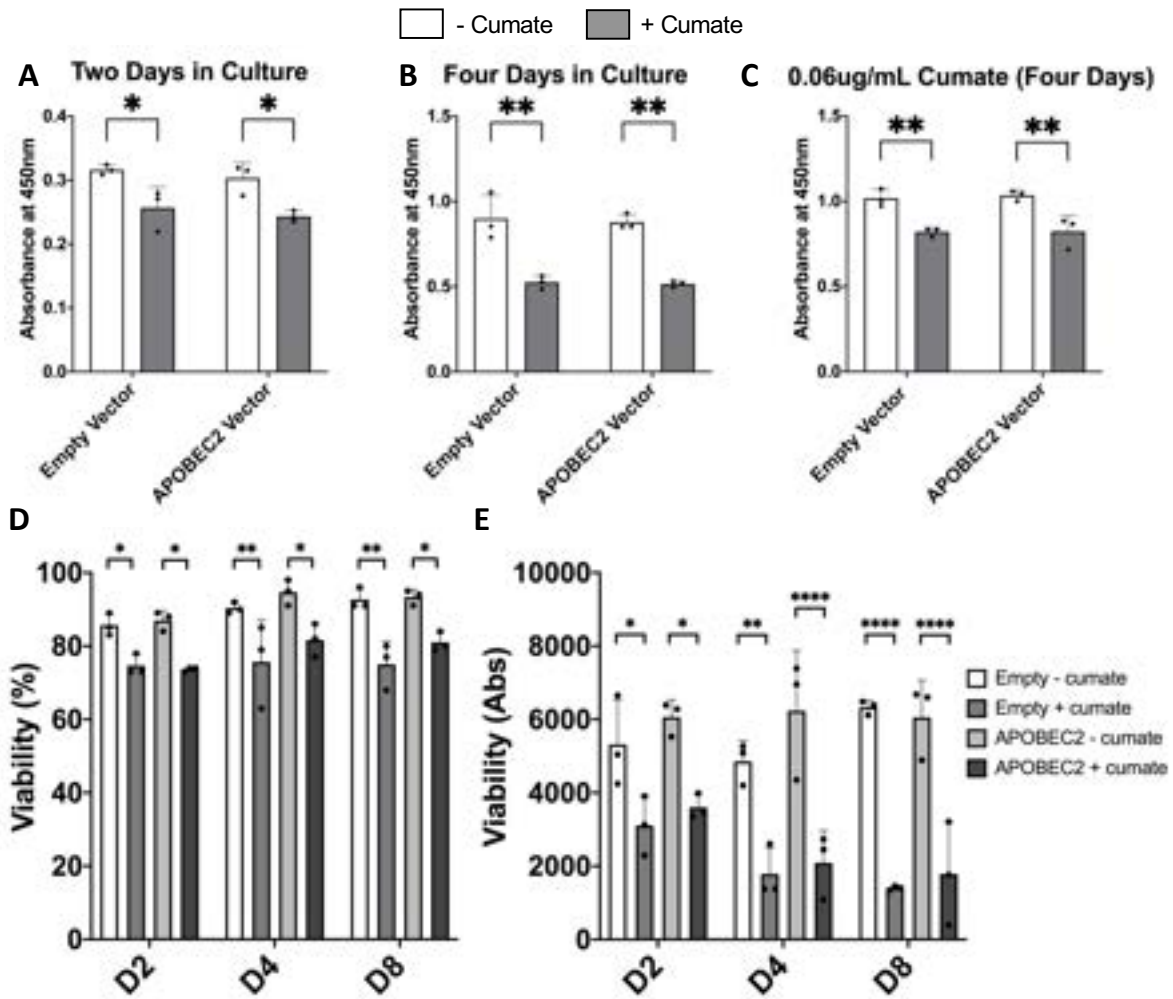 - Cumate + Cumate
A Two Days in Culture
* *
0.4
0.3
0.2
0.1
0.0
Absorbance at 450nm
Empty Vector
APOBEC2 Vector
B Four Days in Culture
** **
1.5
1.0
0.5
0.0
Absorbance at 450nm
Empty Vector
APOBEC2 Vector
C 0.06ug/mL Cumate (Four Days)
** **
1.5
1.0
0.5
0.0
Absorbance at 450nm
Empty Vector
APOBEC2 Vector
D
* * ** * ** *
100
80
60
40
20
0
Viability (%)
D2 D4 D8
E
* * ** **** **** ****
10000
8000
6000
4000
2000
0
Viability (Abs)
D2 D4 D8
Empty - cumate
Empty + cumate
APOBEC2 - cumate
APOBEC2 + cumate